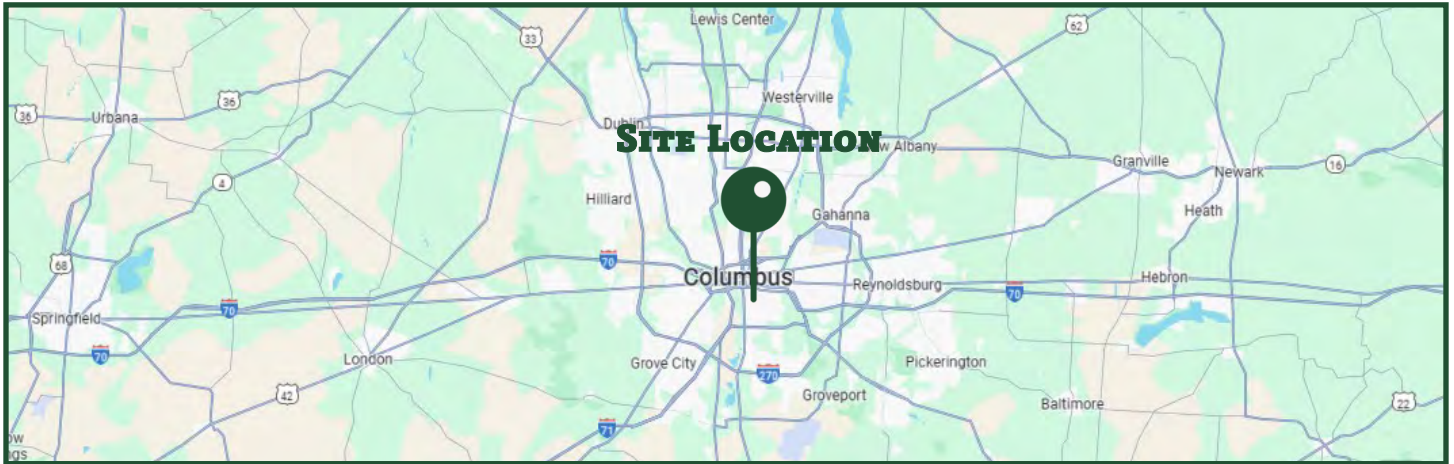 Lewis Center
62
33
Westerville
36
36
Urbana
Dublin
SITE LOCATION
w Albany
Granville
16
Newark
4
Hilliard
Gahanna
Heath
68
70
Columbus
Reynoldsburg
Hebron
70
70
Springfield
70
London
Grove City
Pickerington
270
42
Groveport
Baltimore
22
71
ow
gs